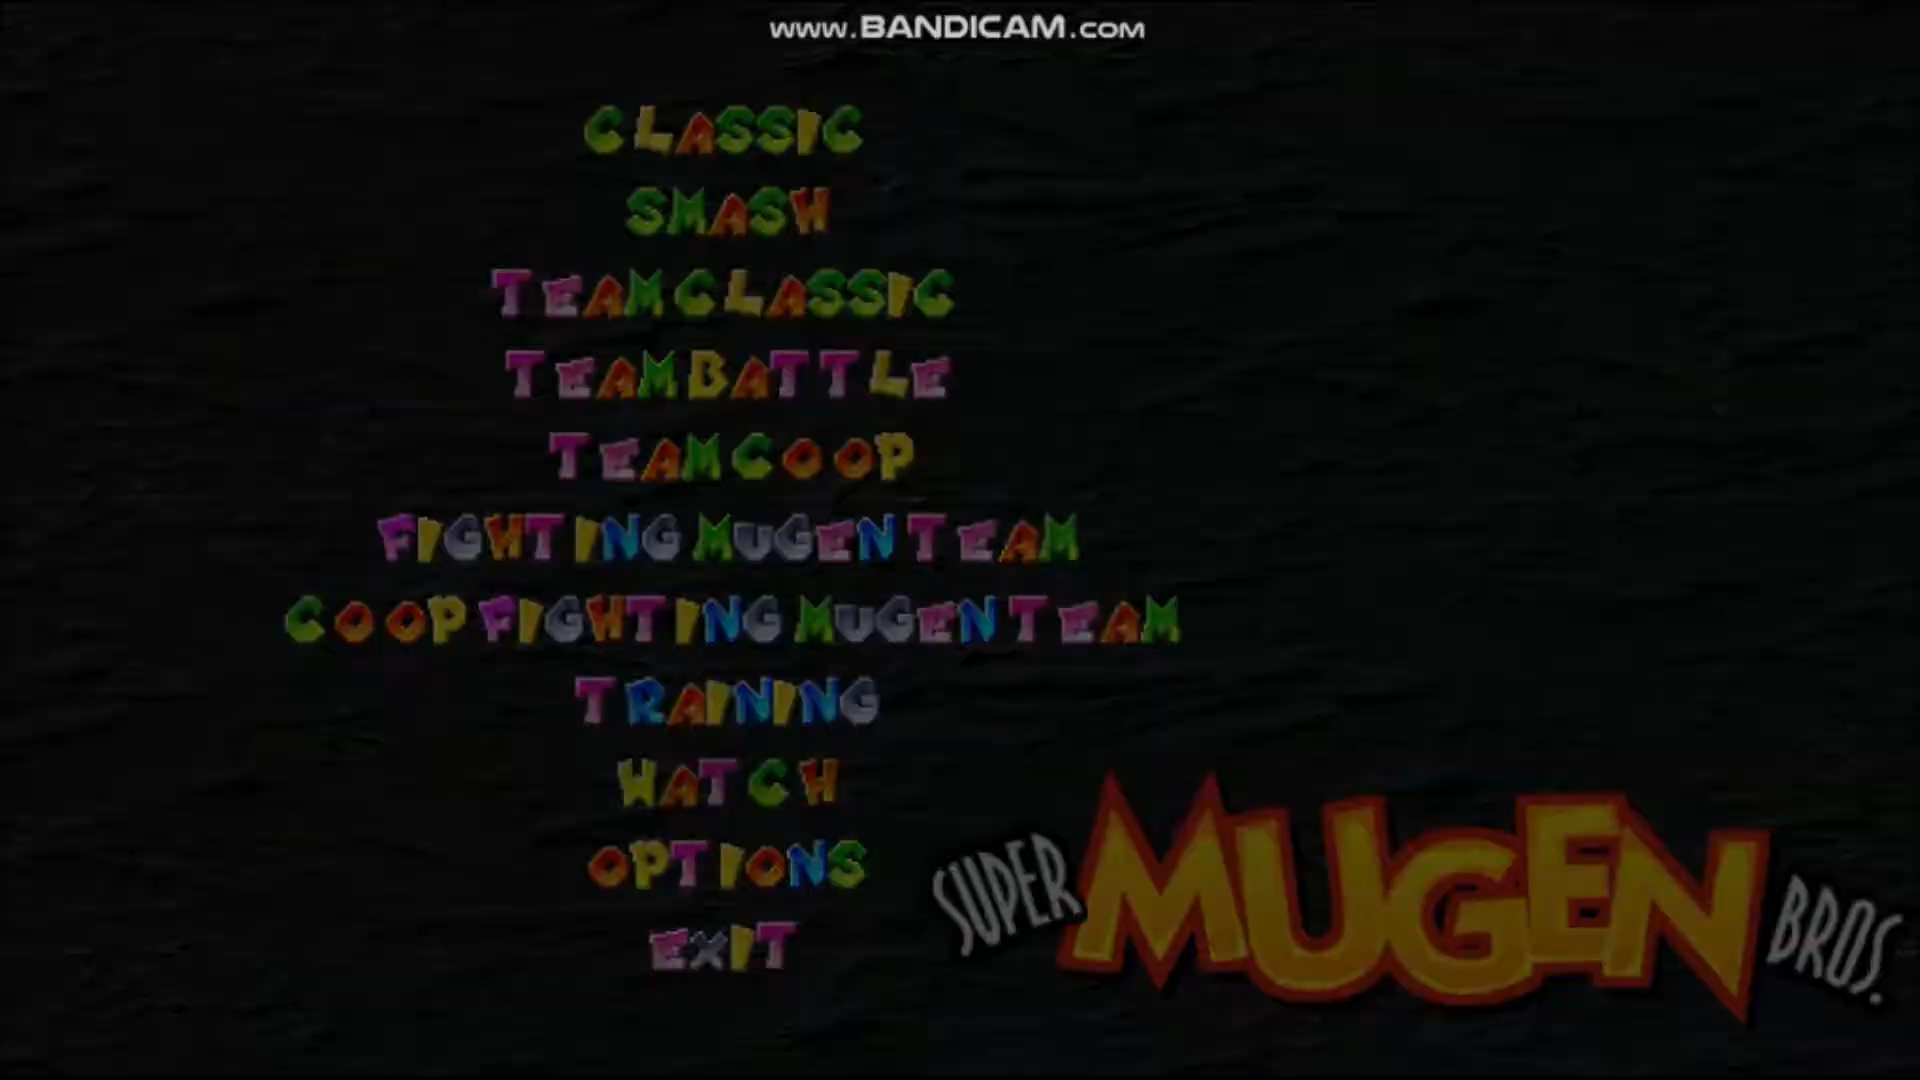 www.BANDICAM.com
CLASSIC
SMASH
TEAM CLASSIC
TEAM BATTLE
TEAM COOP
FIGHTING MUGEN TEAM
COOP FIGHTING MUGEN TEAM
TRAINING
WATCH
OPTIONS
EXIT
SUPER MUGEN BROS.